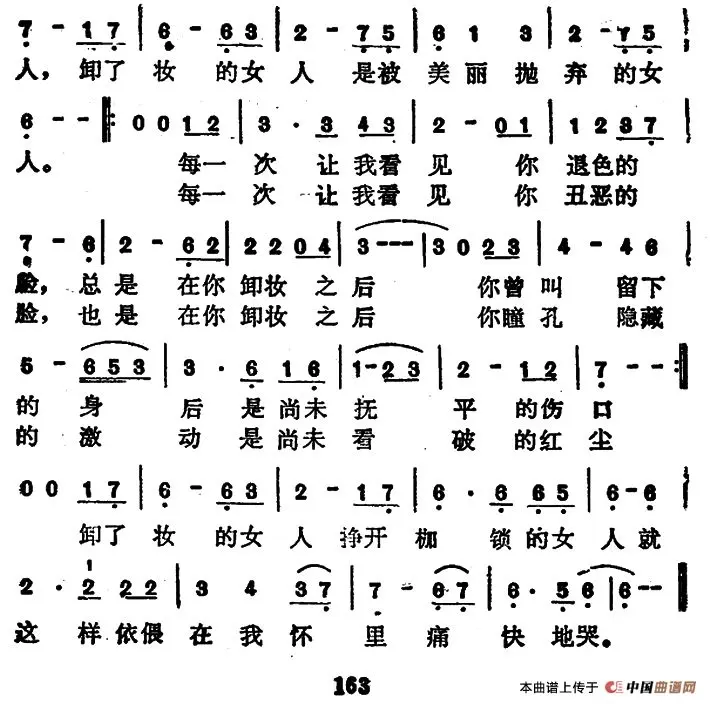 7 - 1 7 | 6 - 6 3 | 2 - 7 5 | 6 1 3 | 2 - 7 5 |
人，卸了 妆 的女 人 是被 美 丽 抛 弃 的女
6 - - ‖: 0 0 1 2 | 3 · 3 4 3 | 2 - 0 1 | 1 2 3 7 |
人。 每一 次 让我看 见 你 退色的
每一 次 让我看 见 你 丑恶的
7 - 6 | 2 - 6 2 | 2 2 0 4 | 3 - - - | 3 0 2 3 | 4 - 4 6 |
脸，总 是 在你 卸妆 之 后 你曾 叫 留下
脸，也 是 在你 卸妆 之 后 你瞳 孔 隐藏
5 - 6 5 3 | 3 · 6 1 6 | 1 - 2 3 | 2 - 1 2 | 7 - - :‖
的 身 后 是 尚未 抚 平 的伤 口
的 激 动 是 尚未 看 破 的红 尘
0 0 1 7 | 6 - 6 3 | 2 - 1 7 | 6 · 6 6 5 | 6 - 6 |
卸了 妆 的女 人 挣开 枷 锁 的女 人 就
1
2 · 2 2 2 | 3 4 3 7 | 7 - 6 7 | 6 · 5 6 | 6 - - ‖
这 样 依偎 在 我 怀 里 痛 快 地哭。
163
本曲谱上传于 中国曲谱网